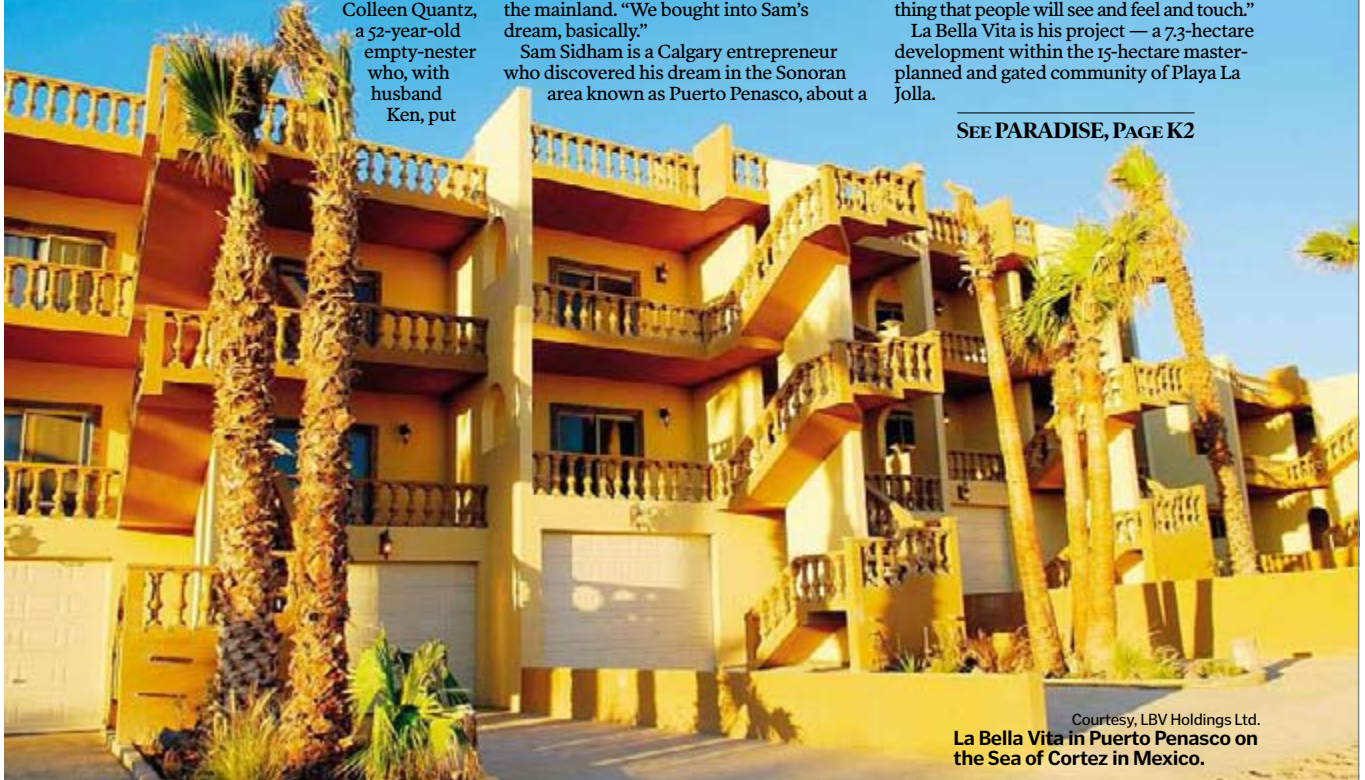 Colleen Quantz,
a 52-year-old
empty-nester
who, with
husband
Ken, put
the mainland. “We bought into Sam’s
dream, basically.”
Sam Sidham is a Calgary entrepreneur
who discovered his dream in the Sonoran
area known as Puerto Penasco, about a
thing that people will see and feel and touch.”
La Bella Vita is his project — a 7.3-hectare
development within the 15-hectare master-
planned and gated community of Playa La
Jolla.
SEE PARADISE, PAGE K2
Courtesy, LBV Holdings Ltd.
La Bella Vita in Puerto Penasco on
the Sea of Cortez in Mexico.